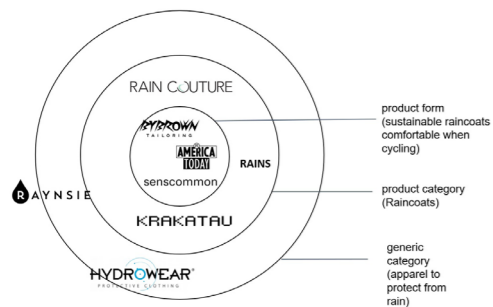 RAIN COUTURE
BYBROWN
TAILORING
AMERICA
TODAY
senscommon
RAINS
KRAKATAU
RAYNSIE
HYDROWEAR®
PROTECTIVE CLOTHING
product form
(sustainable raincoats
comfortable when
cycling)
product category
(Raincoats)
generic
category
(apparel to
protect from
rain)